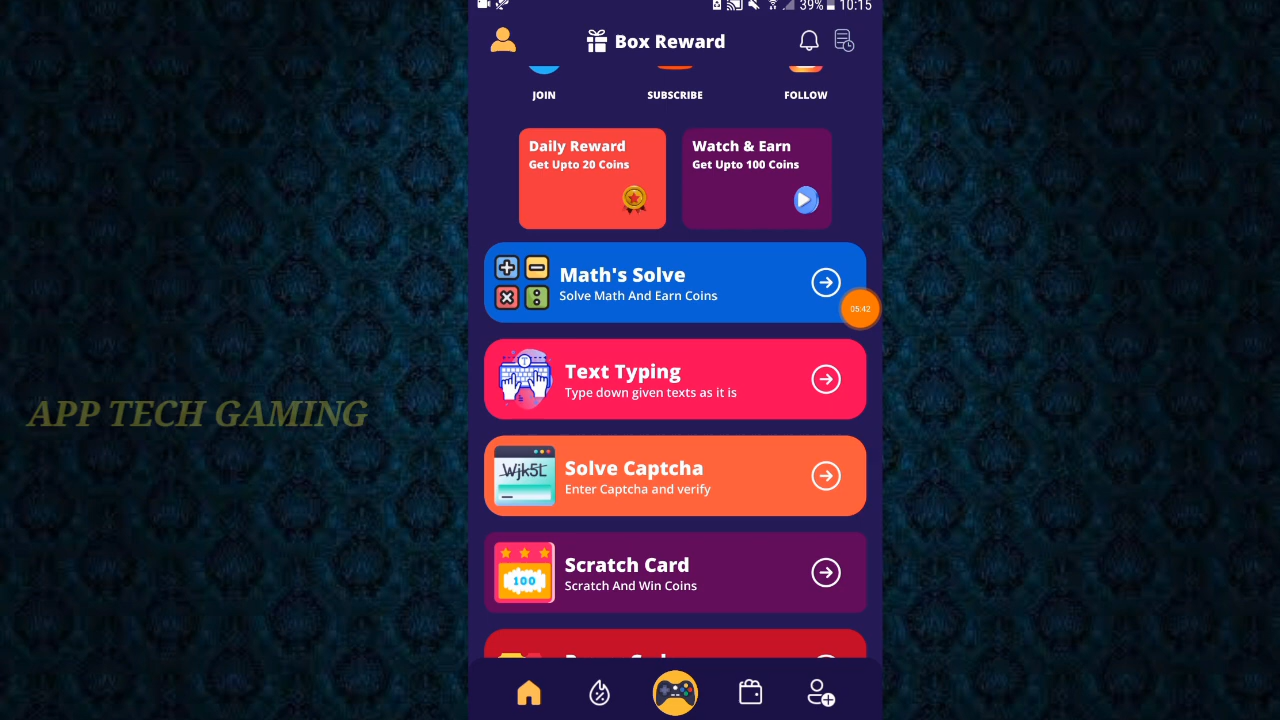 39% 10:15
Box Reward
JOIN SUBSCRIBE FOLLOW
Daily Reward
Get Upto 20 Coins
Watch & Earn
Get Upto 100 Coins
Math's Solve
Solve Math And Earn Coins
05:42
Text Typing
Type down given texts as it is
APP TECH GAMING
Wjk5t
Solve Captcha
Enter Captcha and verify
100
Scratch Card
Scratch And Win Coins